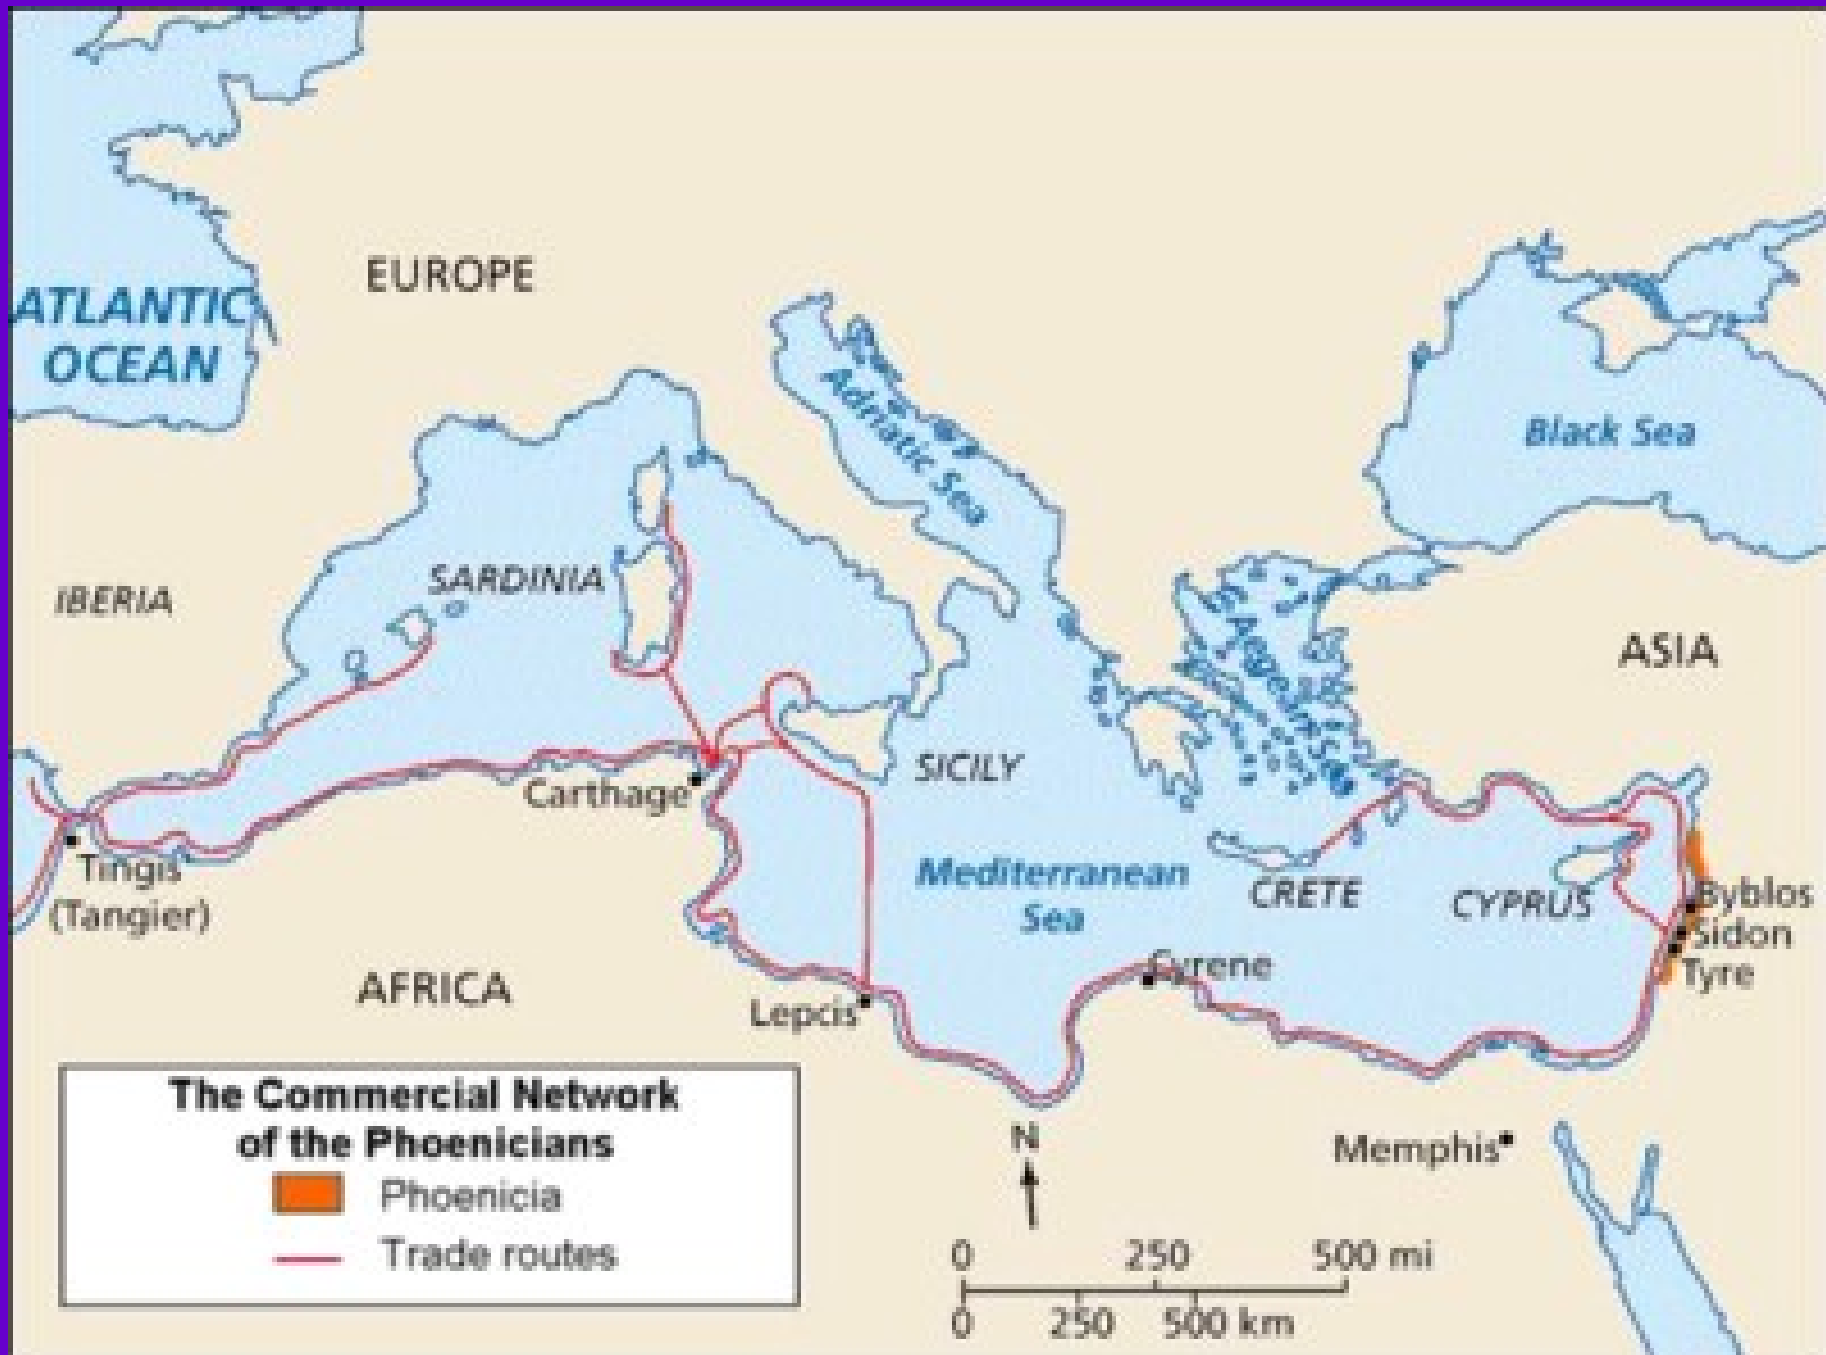 EUROPE
ATLANTIC
OCEAN
Adriatic Sea
Black Sea
IBERIA
SARDINIA
Aegean Sea
ASIA
SICILY
Carthage
Tingis
(Tangier)
Mediterranean
Sea
CRETE
CYPRUS
Byblos
Sidon
Tyre
Cyrene
AFRICA
Lepcis
The Commercial Network
of the Phoenicians
Phoenicia
Trade routes
N
Memphis
0 250 500 mi
0 250 500 km